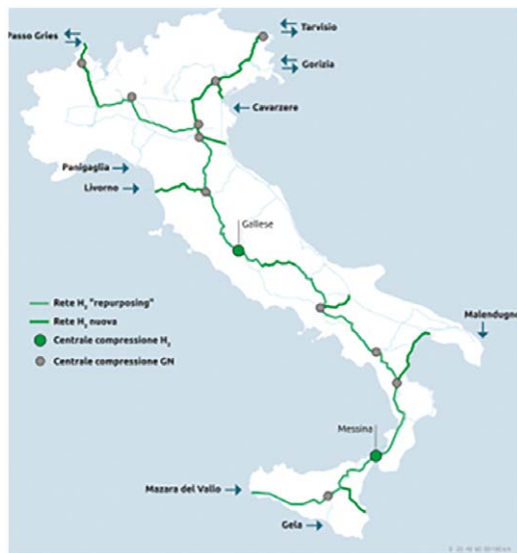 Passo Gries
Tarvisio
Gorizia
Cavarzere
Panigaglia
Livorno
Gallese
Rete H₂ "repurposing"
Rete H₂ nuova
Centrale compressione H₂
Centrale compressione GN
Malendugno
Messina
Mazara del Vallo
Gela